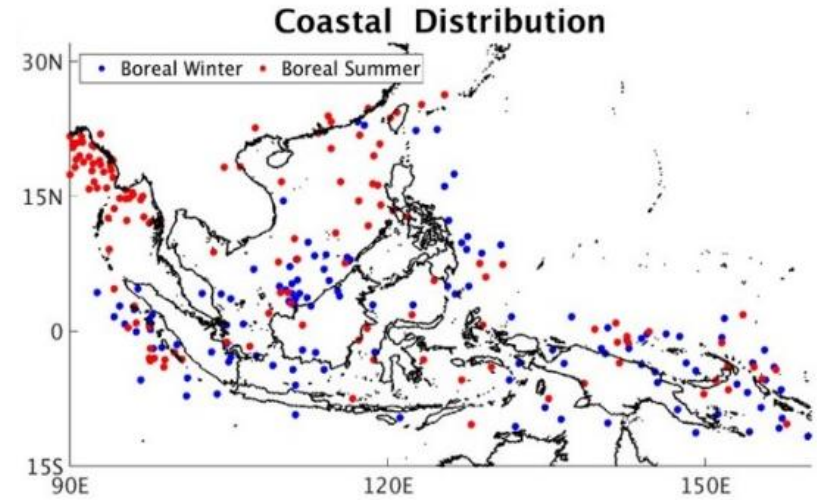 Coastal Distribution
30N
Boreal Winter Boreal Summer
15N
0
15S
90E 120E 150E